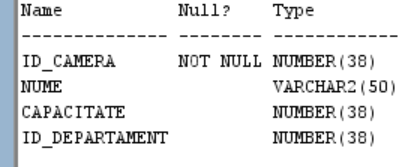 Name Null? Type
-------------- -------- ------------
ID_CAMERA NOT NULL NUMBER(38)
NUME VARCHAR2(50)
CAPACITATE NUMBER(38)
ID_DEPARTAMENT NUMBER(38)